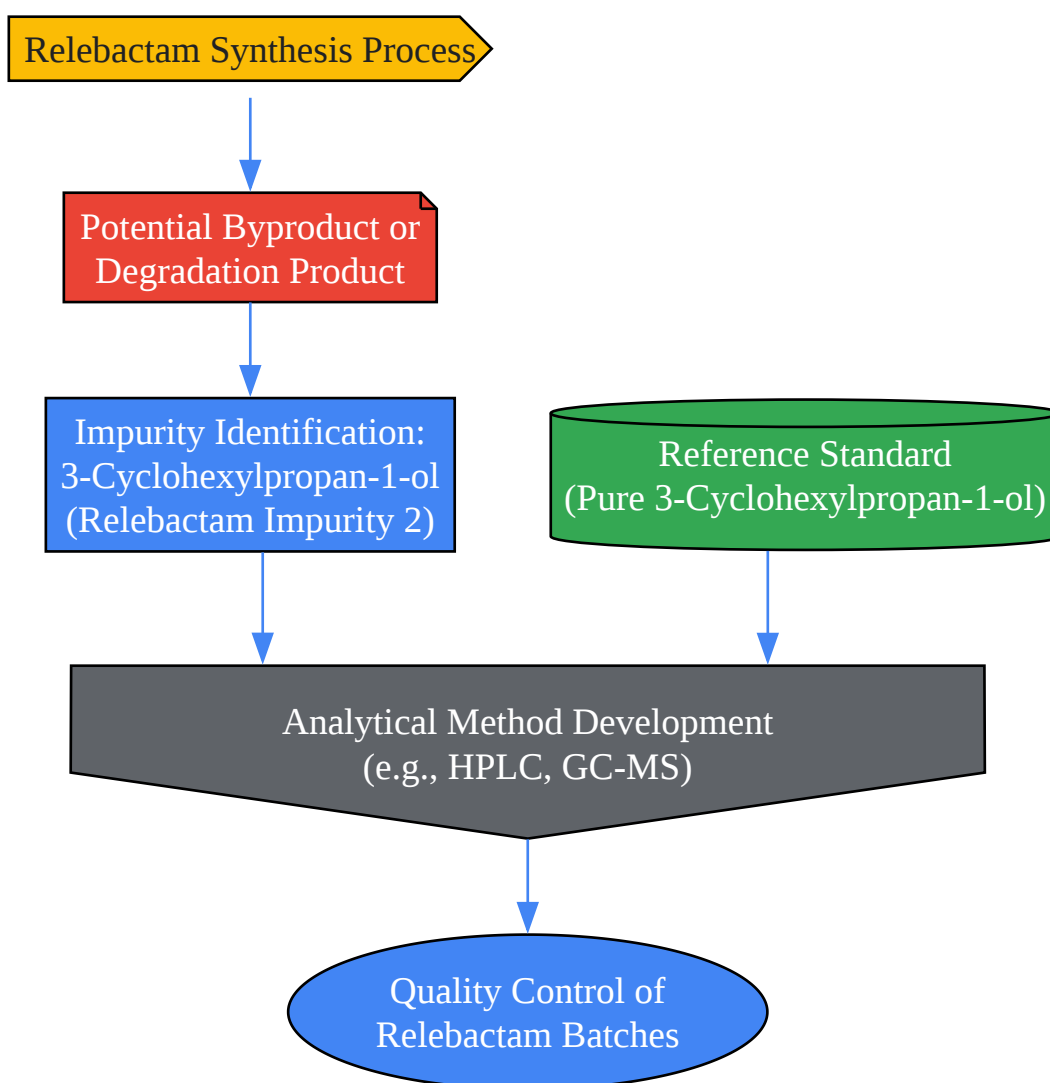 Relebactam Synthesis Process
Potential Byproduct or
Degradation Product
Impurity Identification:
3-Cyclohexylpropan-1-ol
(Relebactam Impurity 2)
Reference Standard
(Pure 3-Cyclohexylpropan-1-ol)
Analytical Method Development
(e.g., HPLC, GC-MS)
Quality Control of
Relebactam Batches